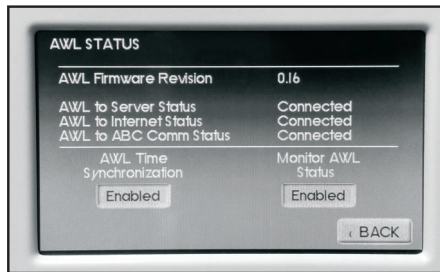 AWL STATUS
AWL Firmware Revision 0.16
AWL to Server Status Connected
AWL to Internet Status Connected
AWL to ABC Comm Status Connected
AWL Time Monitor AWL
Synchronization Status
Enabled Enabled
‹ BACK